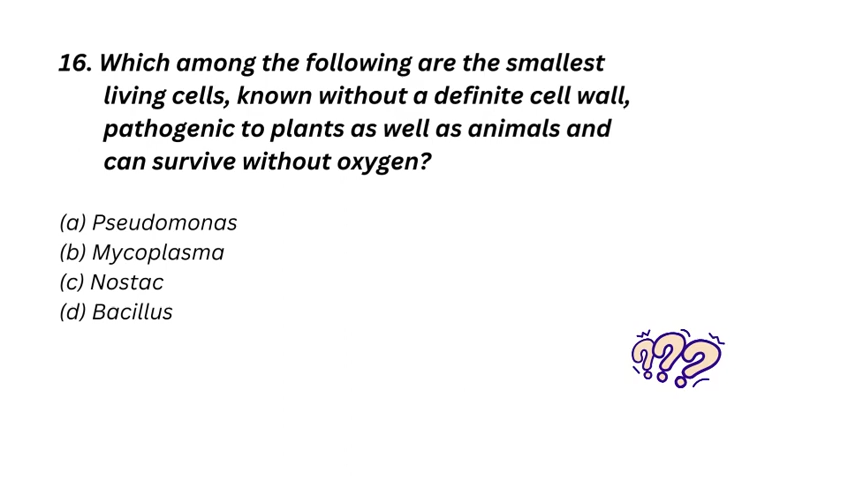 16. Which among the following are the smallest
living cells, known without a definite cell wall,
pathogenic to plants as well as animals and
can survive without oxygen?
(a) Pseudomonas
(b) Mycoplasma
(c) Nostac
(d) Bacillus
???